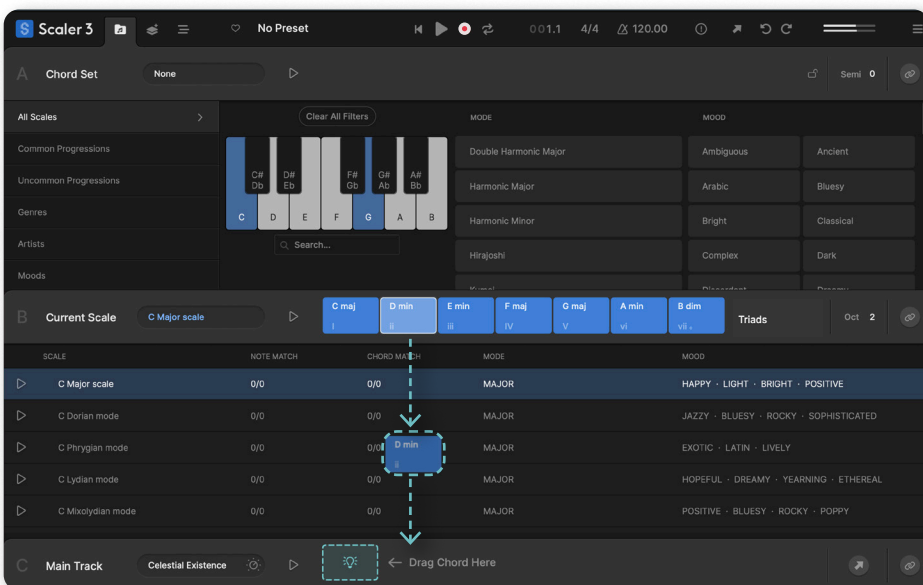 S Scaler 3 No Preset 001.1 4/4 120.00
A Chord Set None Semi 0
All Scales
Common Progressions
Uncommon Progressions
Genres
Artists
Moods
Clear All Filters
C# D# F# G# A#
Db Eb Gb Ab Bb
C D E F G A B
Search...
MODE MOOD
Double Harmonic Major Ambiguous Ancient
Harmonic Major Arabic Bluesy
Harmonic Minor Bright Classical
Hirajoshi Complex Dark
Kumoi Discordant Dreamy
C maj D min E min F maj G maj A min B dim
B Current Scale C Major scale Triads Oct 2
I ii iii IV V vi vii °
SCALE NOTE MATCH CHORD MATCH MODE MOOD
C Major scale 0/0 0/0 MAJOR HAPPY · LIGHT · BRIGHT · POSITIVE
C Dorian mode 0/0 0/0 MAJOR JAZZY · BLUESY · ROCKY · SOPHISTICATED
C Phrygian mode 0/0 0/0 D min MAJOR EXOTIC · LATIN · LIVELY
ii
C Lydian mode 0/0 0/0 MAJOR HOPEFUL · DREAMY · YEARNING · ETHEREAL
C Mixolydian mode 0/0 0/0 MAJOR POSITIVE · BLUESY · ROCKY · POPPY
C Main Track Celestial Existence Drag Chord Here